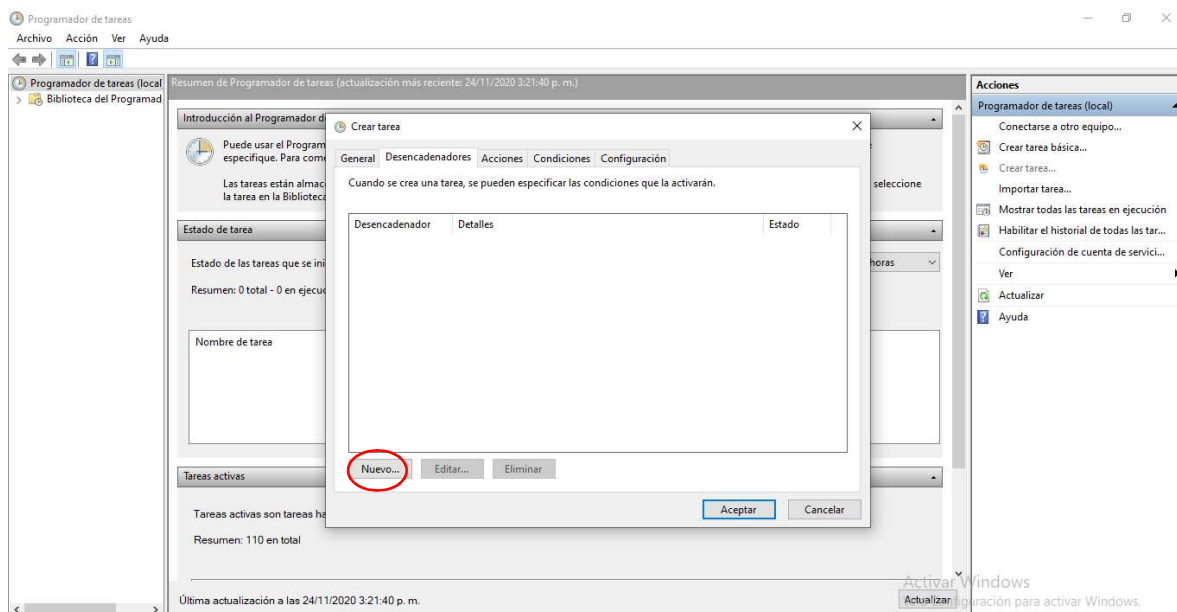 Programador de tareas
Archivo Acción Ver Ayuda
Programador de tareas (local
Biblioteca del Programad
Resumen de Programador de tareas (actualización más reciente: 24/11/2020 3:21:40 p. m.)
Introducción al Programador d
Puede usar el Program
especifique. Para com
Las tareas están almac
seleccione
la tarea en la Bibliotec
Estado de tarea
Estado de las tareas que se ini
horas
Resumen: 0 total - 0 en ejecuc
Nombre de tarea
Tareas activas
Tareas activas son tareas ha
Resumen: 110 en total
Última actualización a las 24/11/2020 3:21:40 p. m.
Actualizar
Crear tarea
General Desencadenadores Acciones Condiciones Configuración
Cuando se crea una tarea, se pueden especificar las condiciones que la activarán.
Desencadenador Detalles Estado
Nuevo... Editar... Eliminar
Aceptar Cancelar
Acciones
Programador de tareas (local)
Conectarse a otro equipo...
Crear tarea básica...
Crear tarea...
Importar tarea...
Mostrar todas las tareas en ejecución
Habilitar el historial de todas las tar...
Configuración de cuenta de servici...
Ver
Actualizar
Ayuda
Activar Windows
figuración para activar Windows.